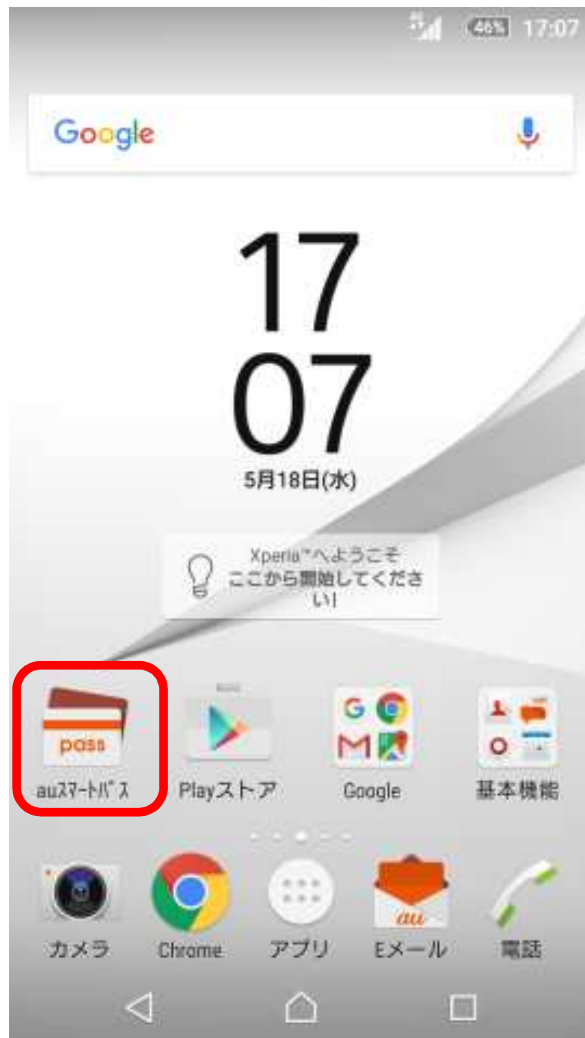 46% 17:07
Google
17
07
5月18日(水)
Xperia™へようこそ
ここから開始してくださ
い!
pass
auスマートパス Playストア Google 基本機能
au
カメラ Chrome アプリ Eメール 電話